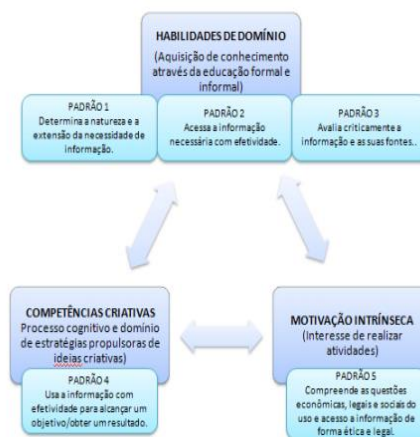 HABILIDADES DE DOMÍNIO
(Aquisição de conhecimento
através da educação formal e
informal)
PADRÃO 1
Determina a natureza e a
extensão da necessidade de
informação.
PADRÃO 2
Acessa a informação
necessária com efetividade.
PADRÃO 3
Avalia criticamente a
informação e as suas fontes..
COMPETÊNCIAS CRIATIVAS
Processo cognitivo e domínio
de estratégias propulsoras de
ideias criativas)
PADRÃO 4
Usa a informação com
efetividade para alcançar um
objetivo/obter um resultado.
MOTIVAÇÃO INTRÍNSECA
(Interesse de realizar
atividades)
PADRÃO 5
Compreende as questões
econômicas, legais e sociais do
uso e acesso a informação de
forma ética e legal.